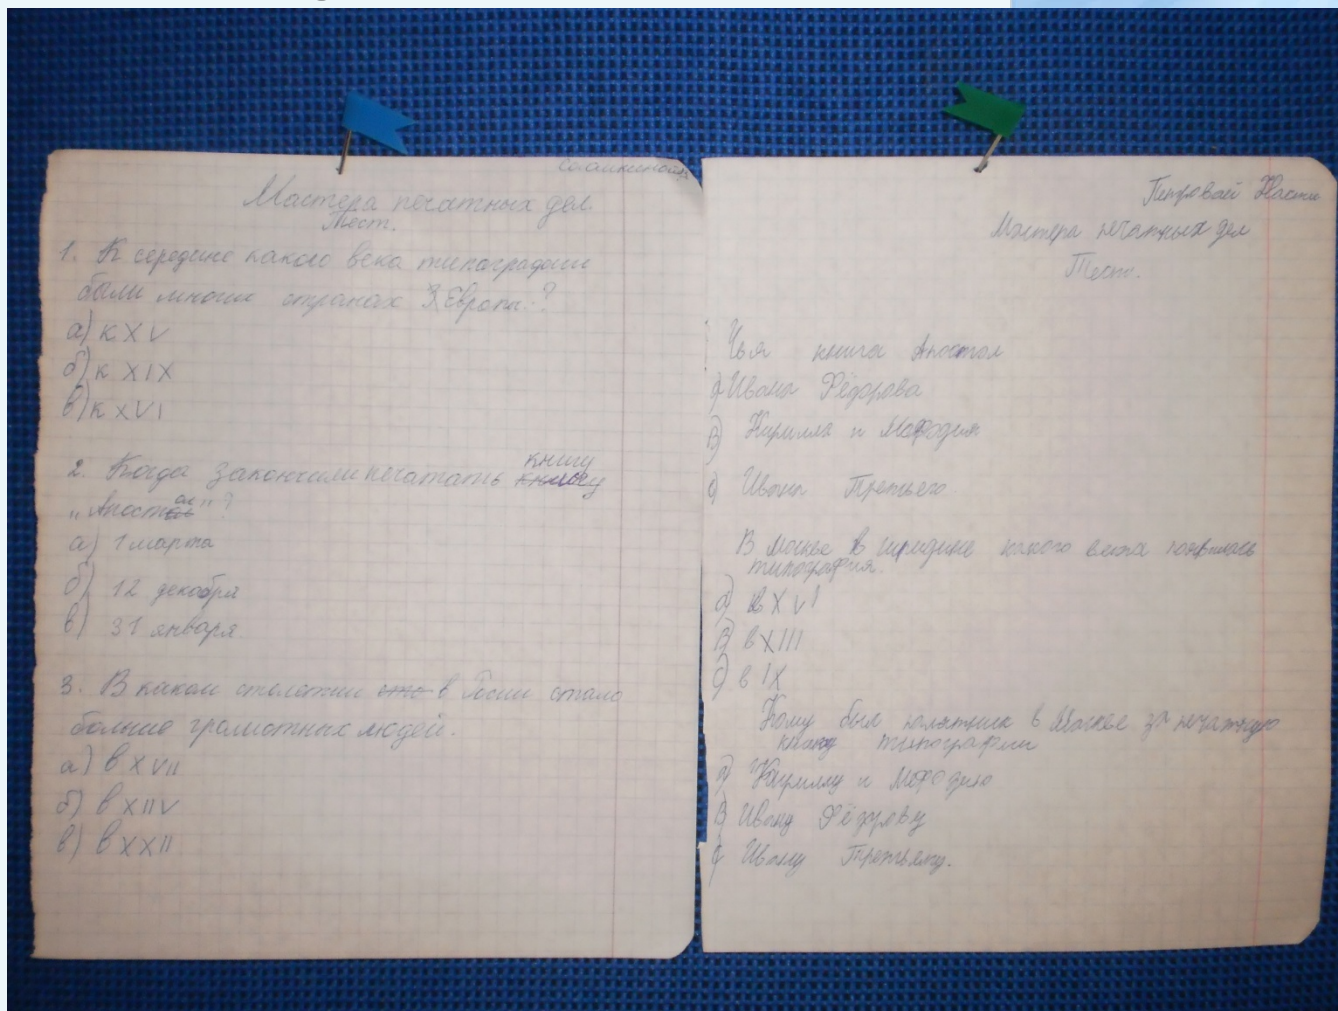 Мастера печатных дел
Тест.
1. К середине какого века типографии
были многих странах З Европы.?
а) к XV
б) к XIX
в) к XVI
2. Когда закончили печатать книгу
„Апостол"?
а) 1 марта
б) 12 декабря
в) 31 января.
3. В каком столетии в Росии стало
больше грамотных людей.
а) в XVII
б) в XIIV
в) в XXII
Петровой Насти
Мастера печатных дел
Тест.
Чья книга Апостол
а) Ивана Фёдорова
В) Кирилла и Мефодия
с) Ивана Третьего
В Москве в середине какого века появилась
типография.
а) в XVI
В) в XIII
с) в IX
Кому был памятник в Москве за печатную
книгу типографии
а) Кириллу и Мефодию
В) Ивану Фёдорову
с) Ивану Третьему.